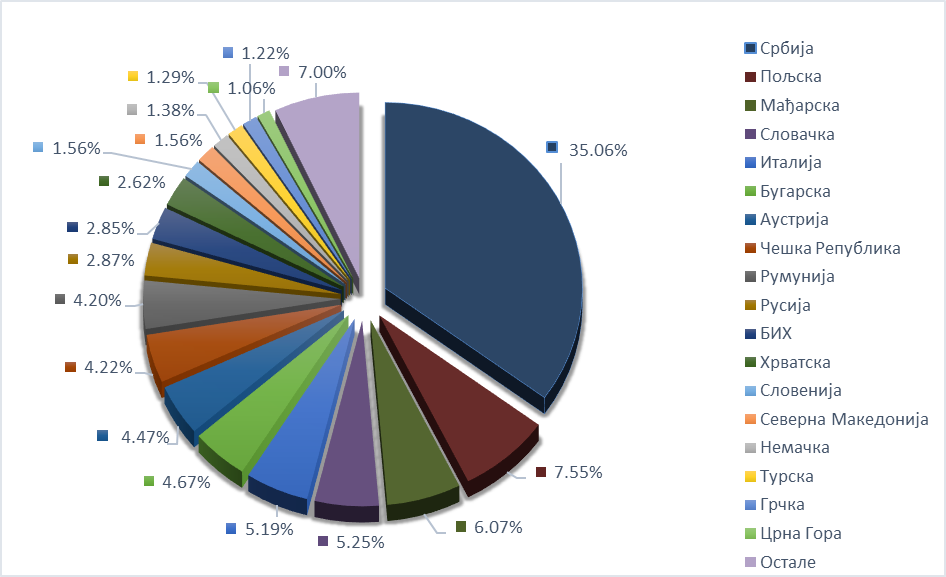 1.22%
7.00%
1.29%
1.06%
1.38%
1.56%
1.56%
2.62%
2.85%
2.87%
4.20%
4.22%
4.47%
4.67%
5.19%
5.25%
6.07%
7.55%
35.06%
Србија
Пољска
Мађарска
Словачка
Италија
Бугарска
Аустрија
Чешка Република
Румунија
Русија
БИХ
Хрватска
Словенија
Северна Македонија
Немачка
Турска
Грчка
Црна Гора
Остале